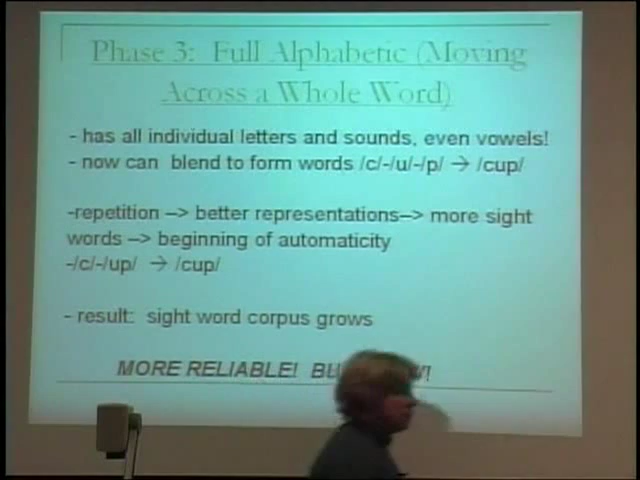 Phase 3: Full Alphabetic (Moving
Across a Whole Word)
- has all individual letters and sounds, even vowels!
- now can blend to form words /c/-/u/-/p/ → /cup/
-repetition –> better representations–> more sight
words –> beginning of automaticity
-/c/-/up/ → /cup/
- result: sight word corpus grows
MORE RELIABLE!